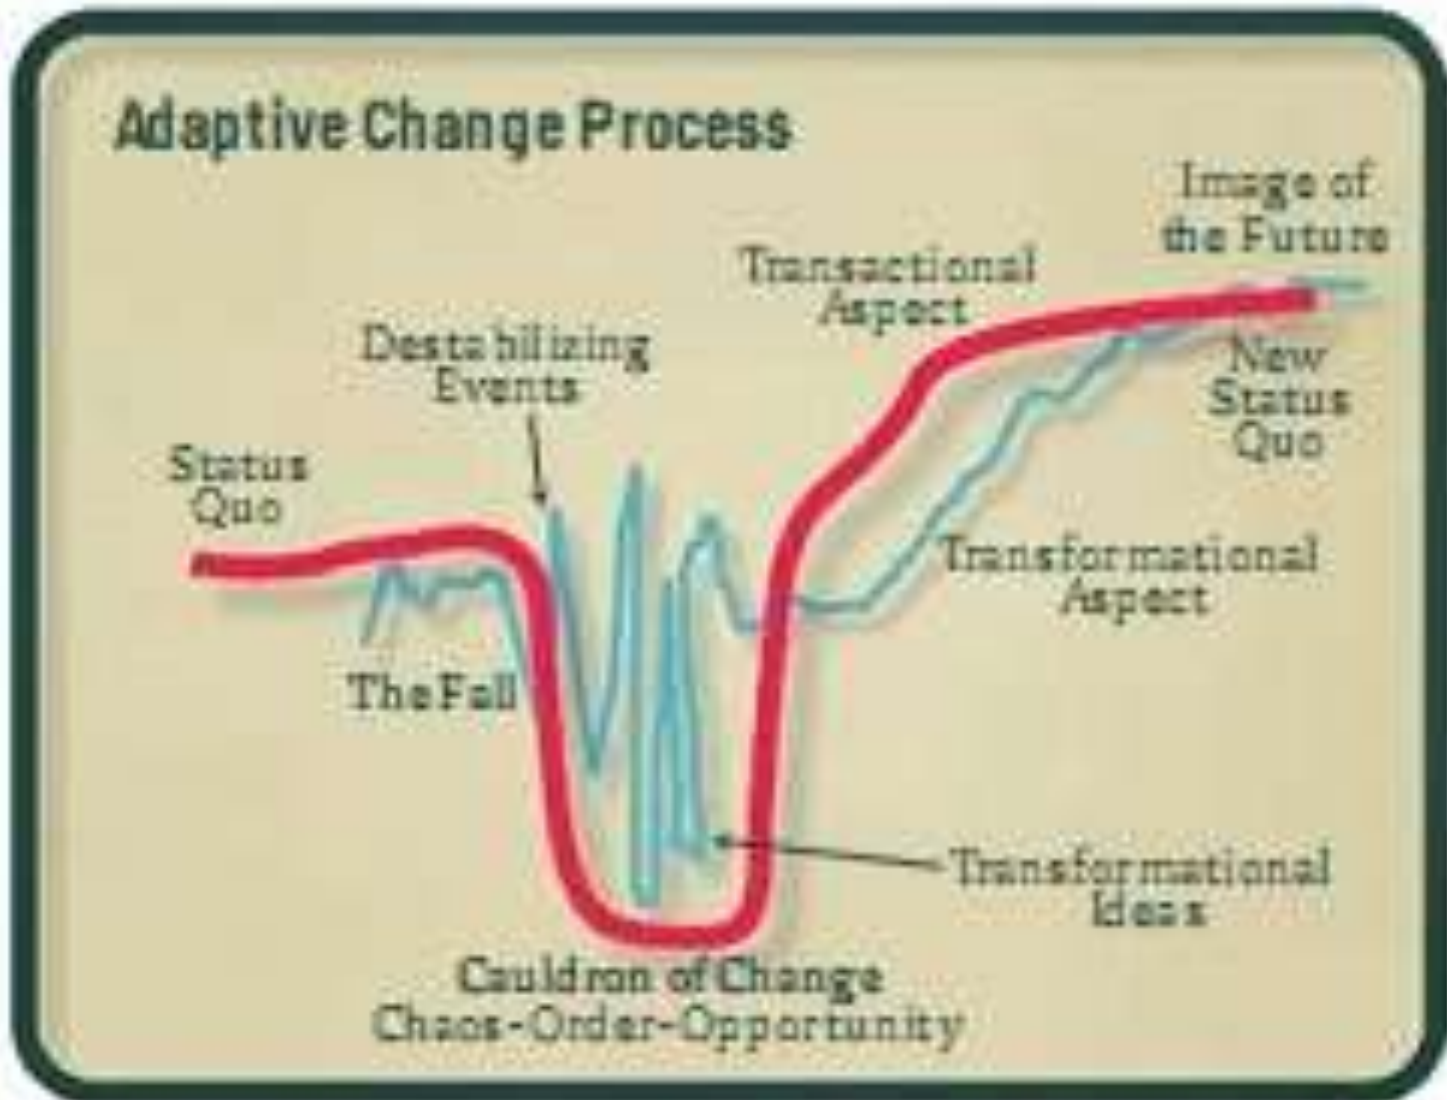 Adaptive Change Process
Image of
the Future
Transactional
Aspect
Destabilizing
Events
New
Status
Quo
Status
Quo
Transformational
Aspect
The Fall
Transformational
Ideas
Cauldron of Change
Chaos-Order-Opportunity